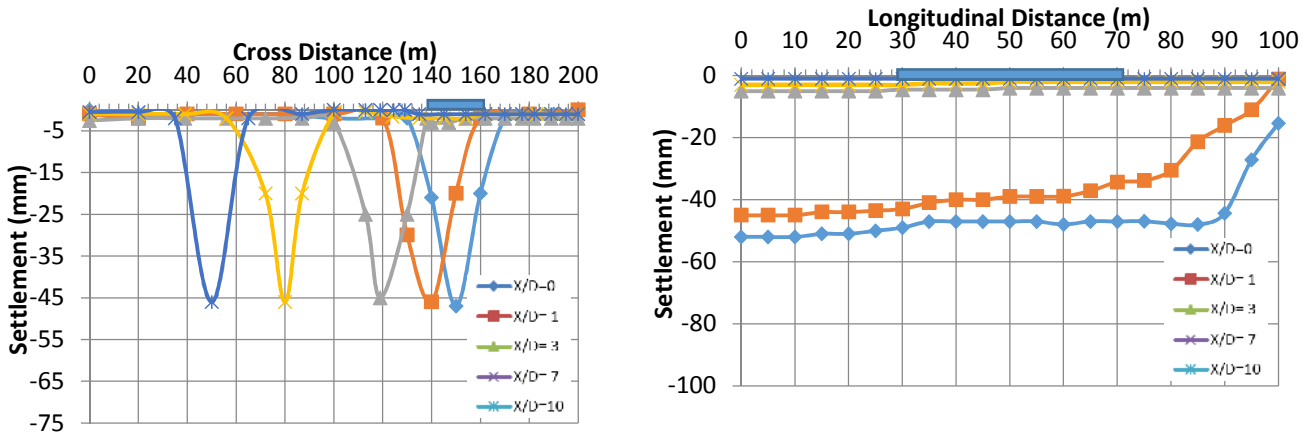 Cross Distance (m)
0 20 40 60 80 100 120 140 160 180 200
Settlement (mm)
-5
-15
-25
-35
-45
-55
-65
-75
X/D=0
X/D= 1
X/D= 3
X/D= 7
X/D=10
Longitudinal Distance (m)
0 10 20 30 40 50 60 70 80 90 100
Settlement (mm)
0
-20
-40
-60
-80
-100
X/D=0
X/D= 1
X/D= 3
X/D= 7
X/D=10